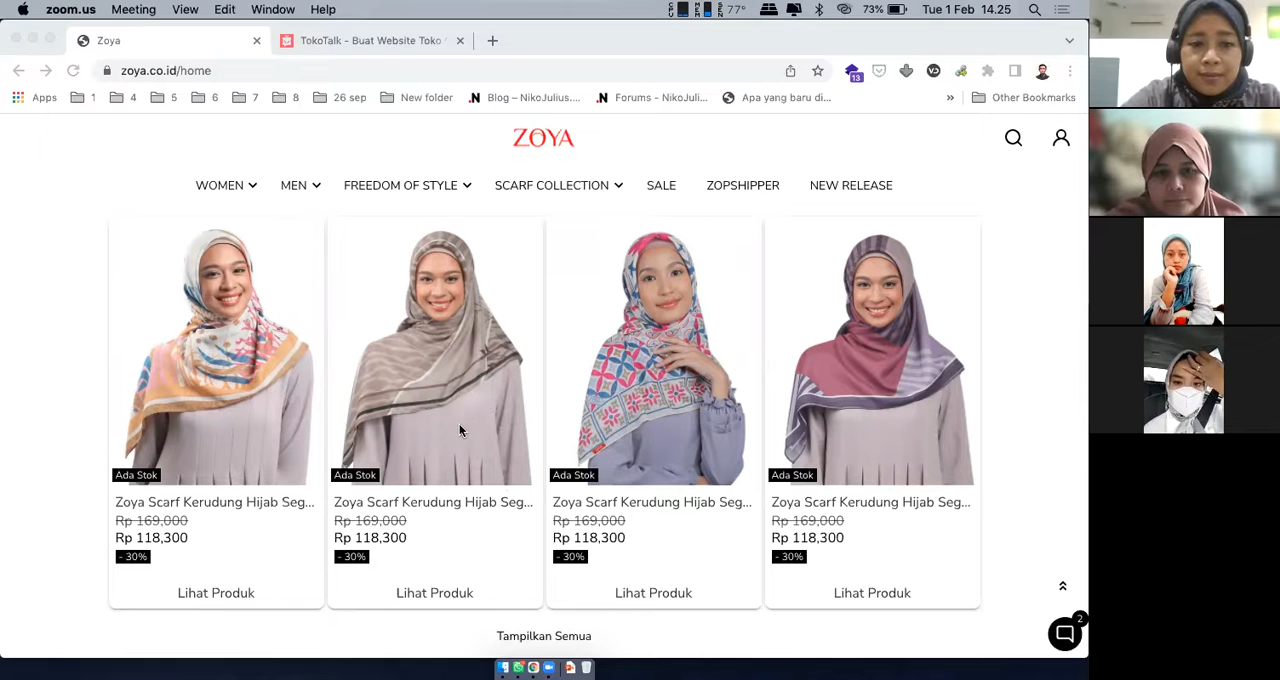 zoom.us Meeting View Edit Window Help
77° 73% Tue 1 Feb 14.25
Zoya
TokoTalk - Buat Website Toko
zoya.co.id/home
13
Apps 1 4 5 6 7 8 26 sep New folder Blog – NikoJulius.... Forums - NikoJuli... Apa yang baru di... » Other Bookmarks
ZOYA
WOMEN MEN FREEDOM OF STYLE SCARF COLLECTION SALE ZOPSHIPPER NEW RELEASE
Ada Stok Ada Stok Ada Stok Ada Stok
Zoya Scarf Kerudung Hijab Seg... Zoya Scarf Kerudung Hijab Seg... Zoya Scarf Kerudung Hijab Seg... Zoya Scarf Kerudung Hijab Seg...
Rp 169,000 Rp 169,000 Rp 169,000 Rp 169,000
Rp 118,300 Rp 118,300 Rp 118,300 Rp 118,300
- 30% - 30% - 30% - 30%
Lihat Produk Lihat Produk Lihat Produk Lihat Produk
2
Tampilkan Semua